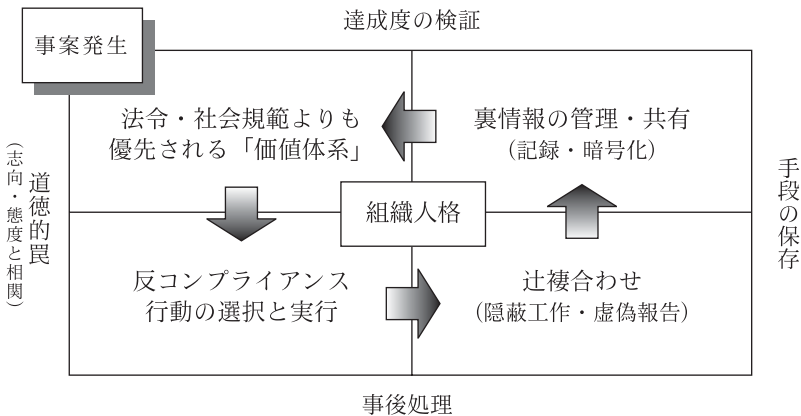 事案発生
達成度の検証
法令・社会規範よりも
優先される「価値体系」
裏情報の管理・共有
（記録・暗号化）
道徳的罠
（志向・態度と相関）
組織人格
手段の保存
反コンプライアンス
行動の選択と実行
辻褄合わせ
（隠蔽工作・虚偽報告）
事後処理